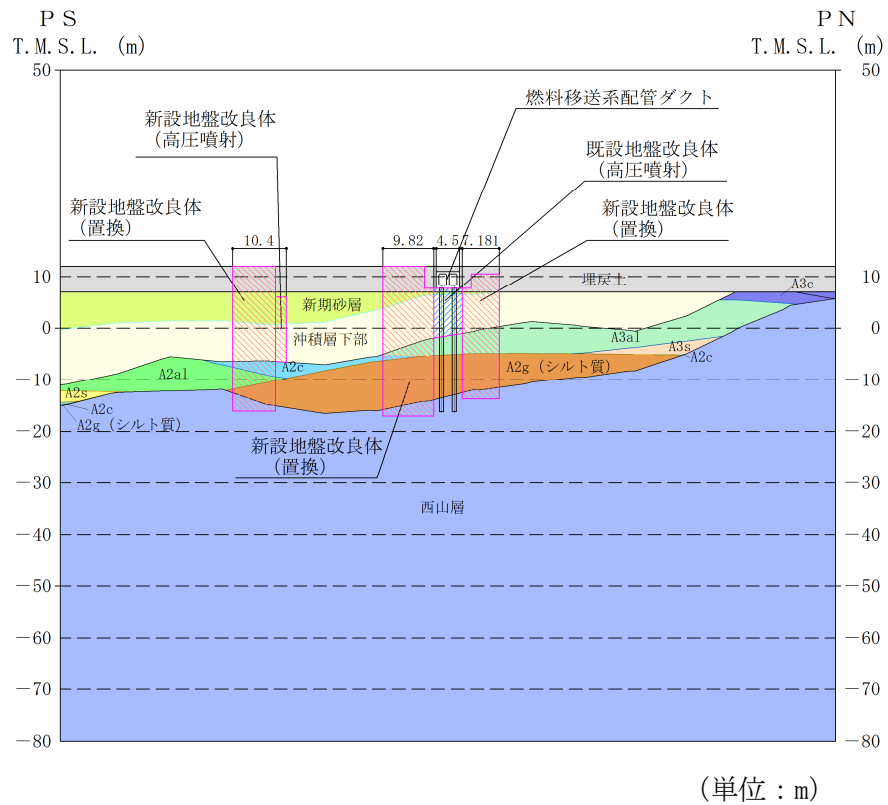 PS
PN
T.M.S.L. (m)
T.M.S.L. (m)
50
50
燃料移送系配管ダクト
新設地盤改良体
(高圧噴射)
既設地盤改良体
(高圧噴射)
新設地盤改良体
(置換)
新設地盤改良体
(置換)
10.4
9.82
4.5
7.181
10
埋戻土
A3c
10
新期砂層
0
沖積層下部
A3al
0
A3s
A2c
A2al
A2c
A2g(シルト質)
-10
-10
A2s
A2c
A2g(シルト質)
-20
新設地盤改良体
(置換)
-20
-30
-30
西山層
-40
-40
-50
-50
-60
-60
-70
-70
-80
-80
(単位:m)